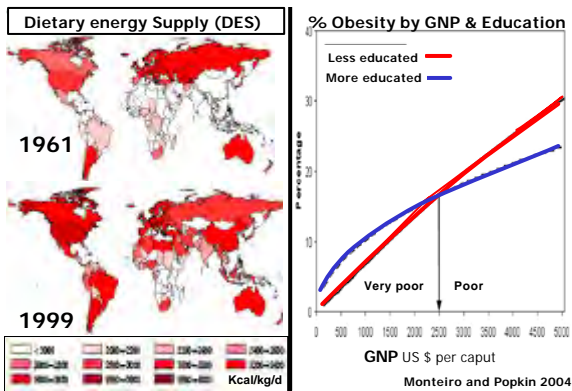 Dietary energy Supply (DES)
1961
1999
Kcal/kg/d
% Obesity by GNP & Education
Less educated
More educated
Percentage
40
30
20
10
0
Very poor
Poor
0 500 1000 1500 2000 2500 3000 3500 4000 4500 5000
GNP US $ per caput
Monteiro and Popkin 2004